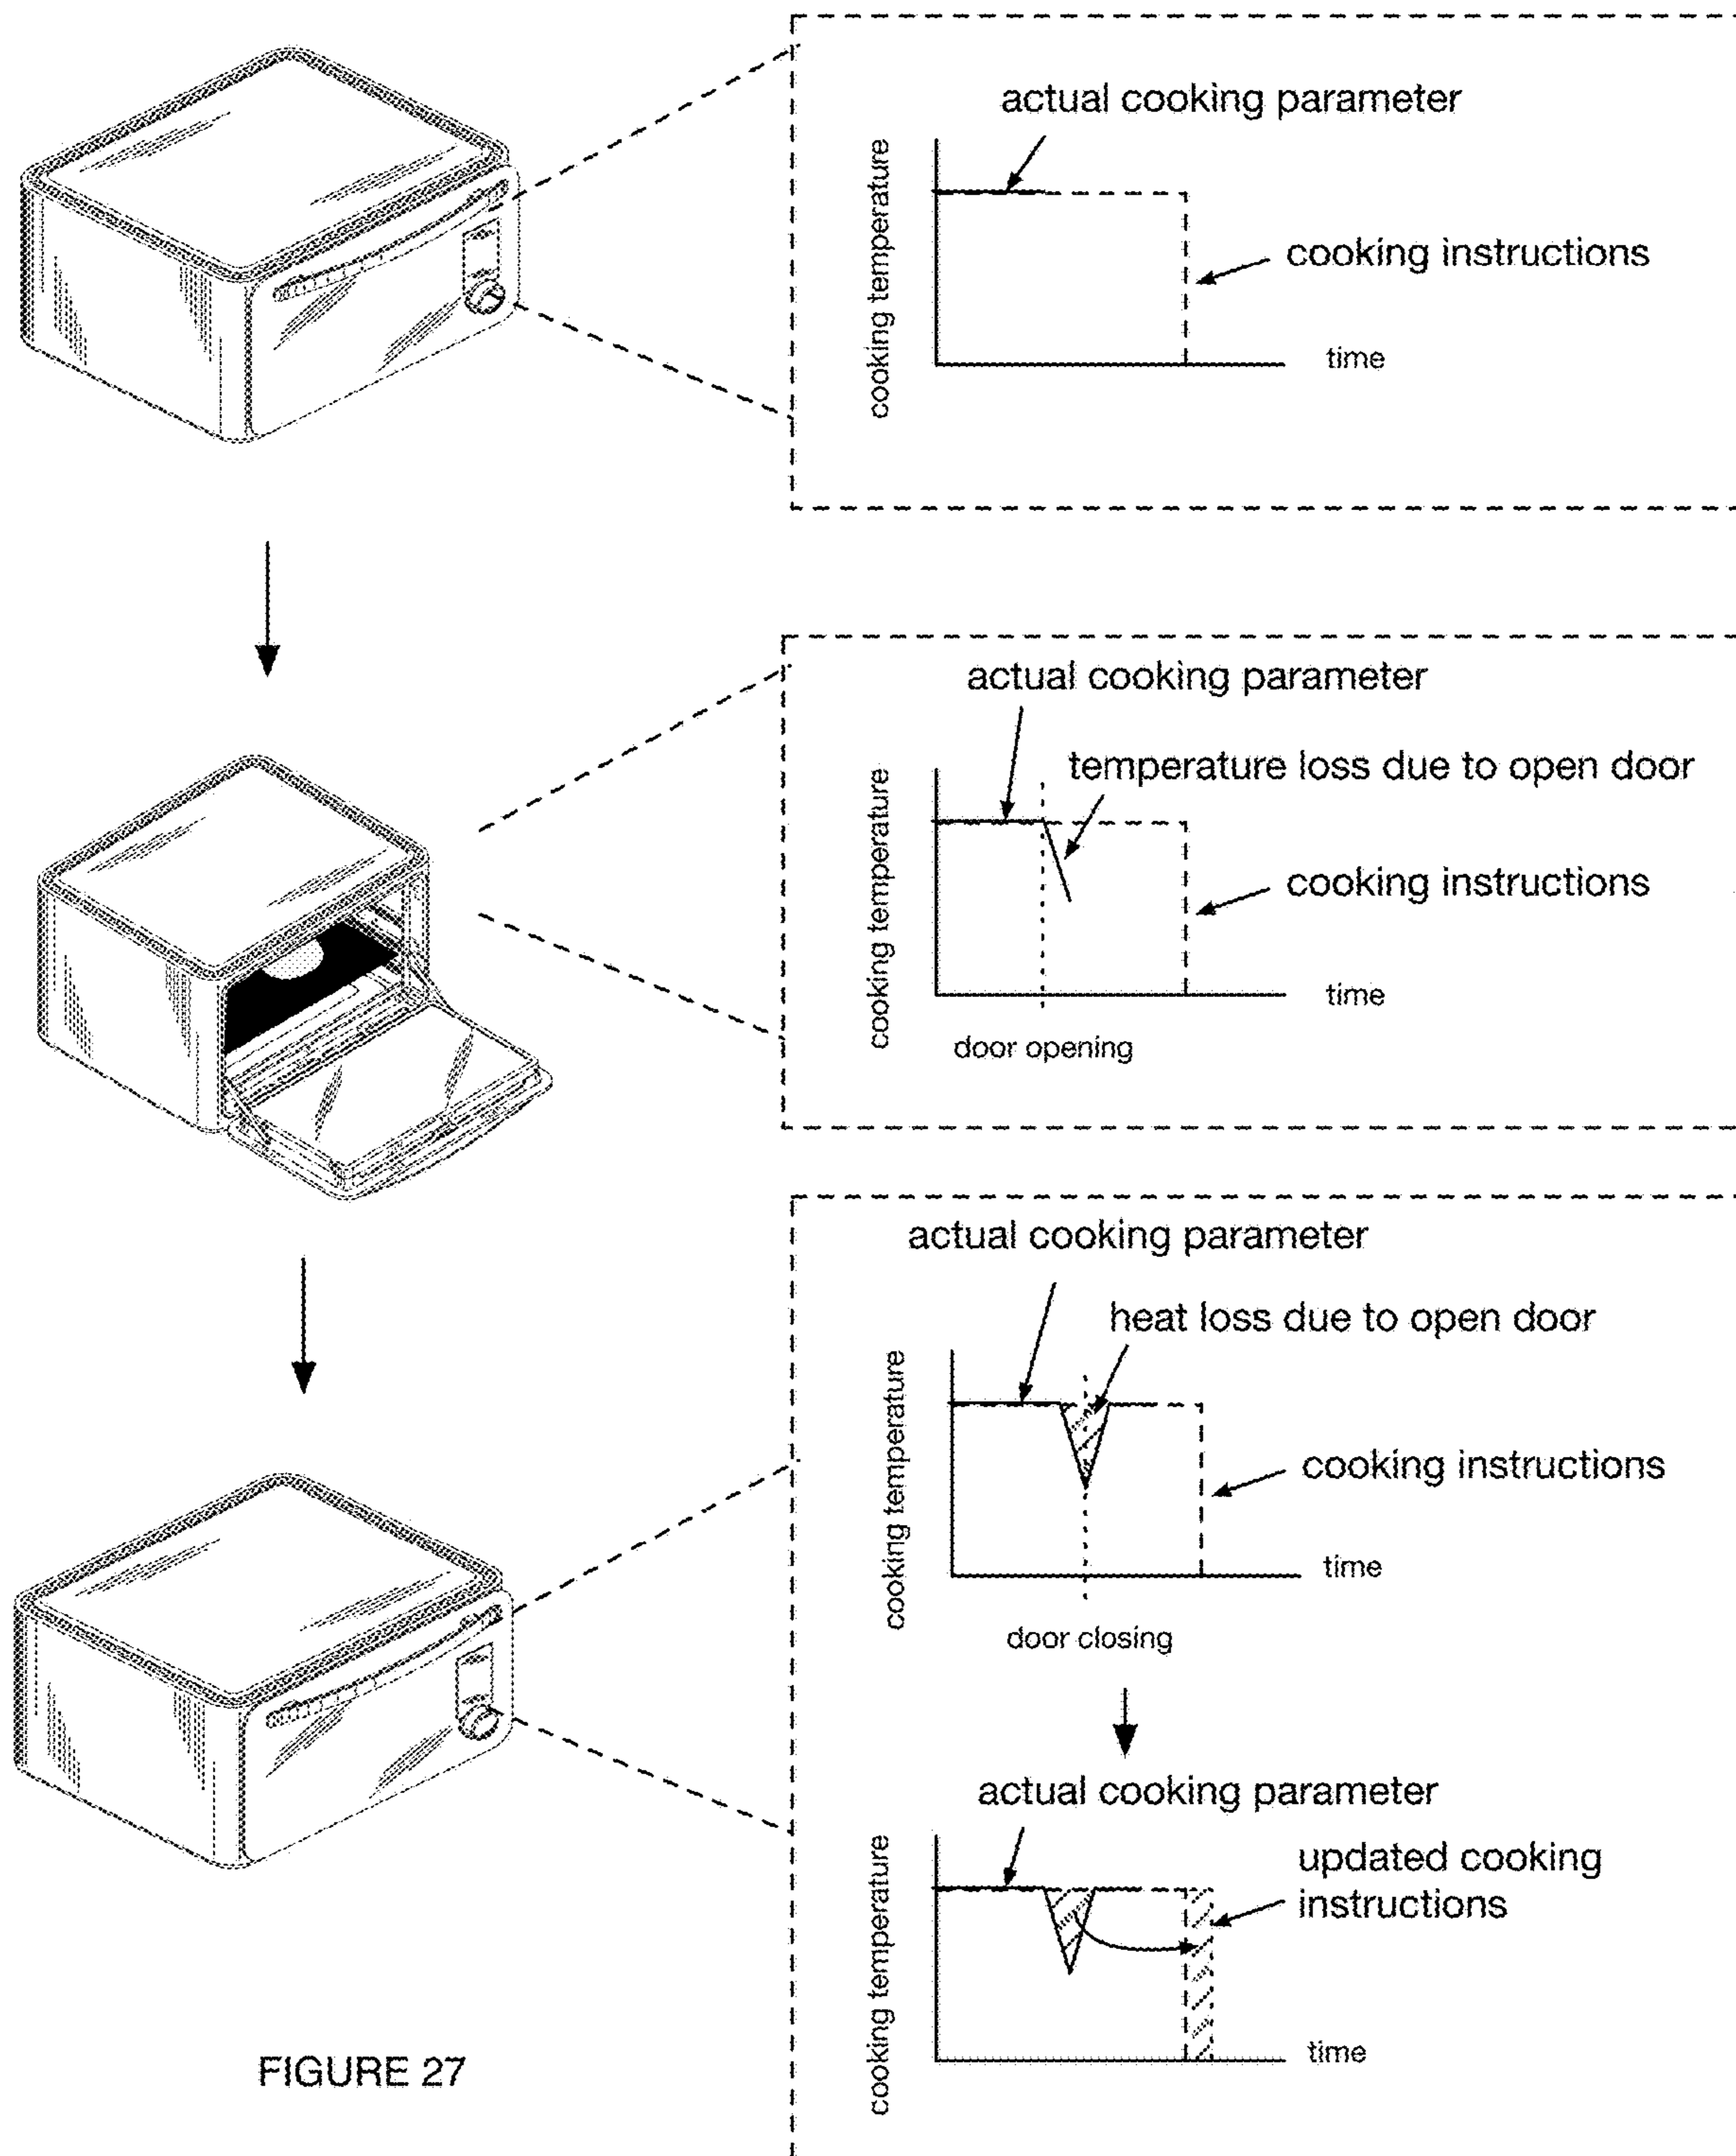 actual cooking parameter
cooking temperature
cooking instructions
time
actual cooking parameter
temperature loss due to open door
cooking temperature
cooking instructions
time
door opening
actual cooking parameter
heat loss due to open door
cooking temperature
cooking instructions
time
door closing
actual cooking parameter
updated cooking
instructions
cooking temperature
time
FIGURE 27